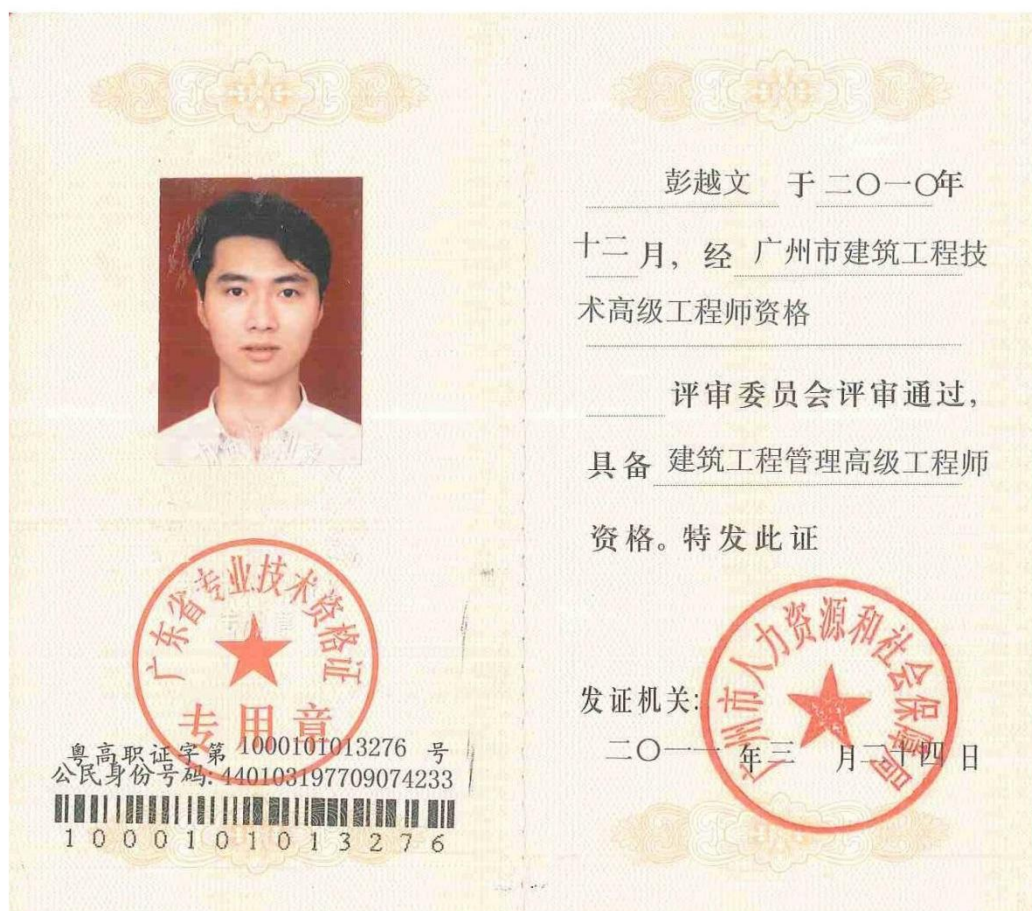 广东省专业技术资格证
专用章
粤高职证字第 1000101013276 号
公民身份号码: 440103197709074233
1000101013276
彭越文 于 二〇一〇年
十二月, 经 广州市建筑工程技
术高级工程师资格
评审委员会评审通过,
具备 建筑工程管理高级工程师
资格。特发此证
广州市人力资源和社会保障局
发证机关:
二〇一一 年 三 月 二十四 日